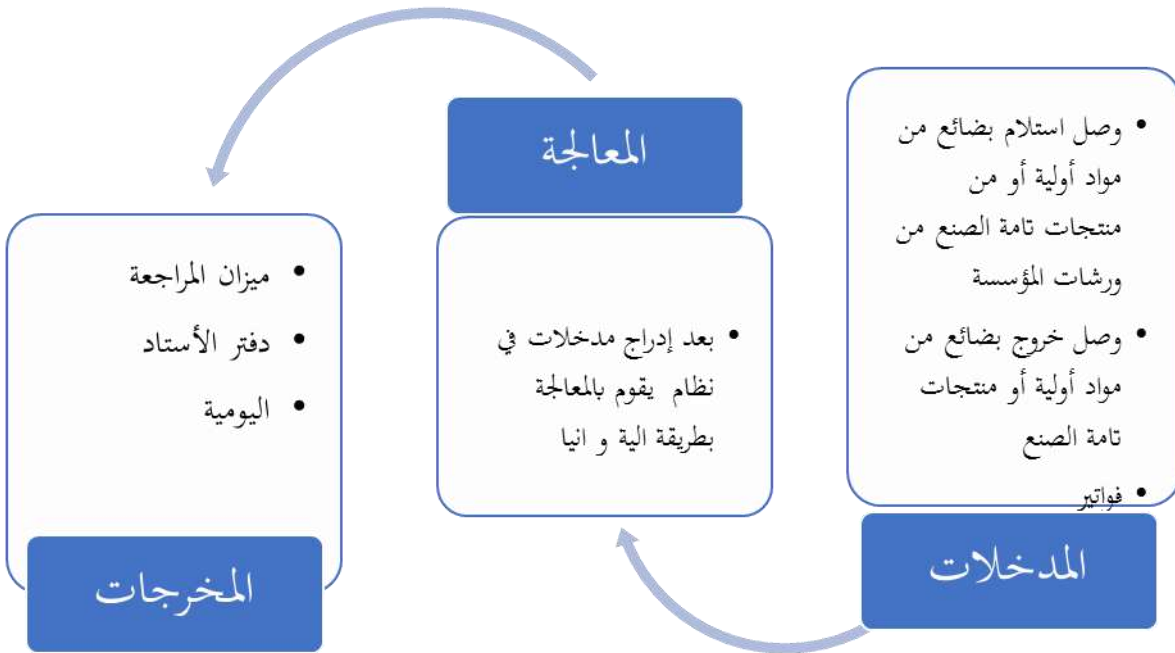 • وصل استلام بضائع من
مواد أولية أو من
منتجات تامة الصنع من
ورشات المؤسسة
• وصل خروج بضائع من
مواد أولية أو منتجات
تامة الصنع
• فواتير
المدخلات
المعالجة
• بعد إدراج مدخلات في
نظام يقوم بالمعالجة
بطريقة الية و انيا
• ميزان المراجعة
• دفتر الأستاد
• اليومية
المخرجات